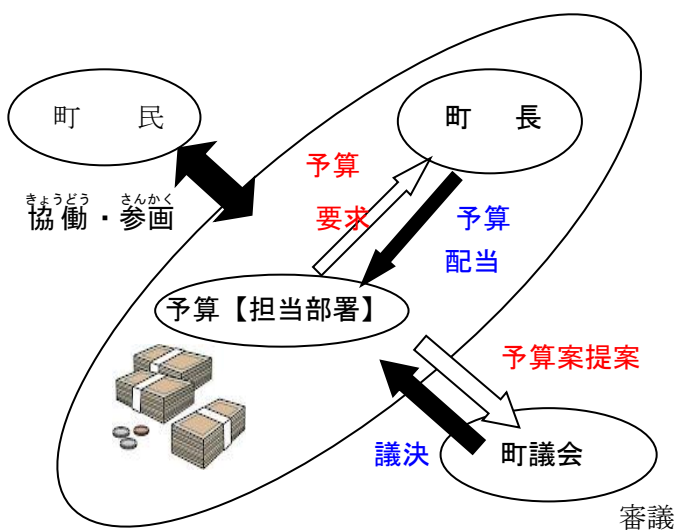 町　民
町　長
予算
要求
きょうどう　さんかく
協働・参画
予算
配当
予算【担当部署】
予算案提案
議決
町議会
審議